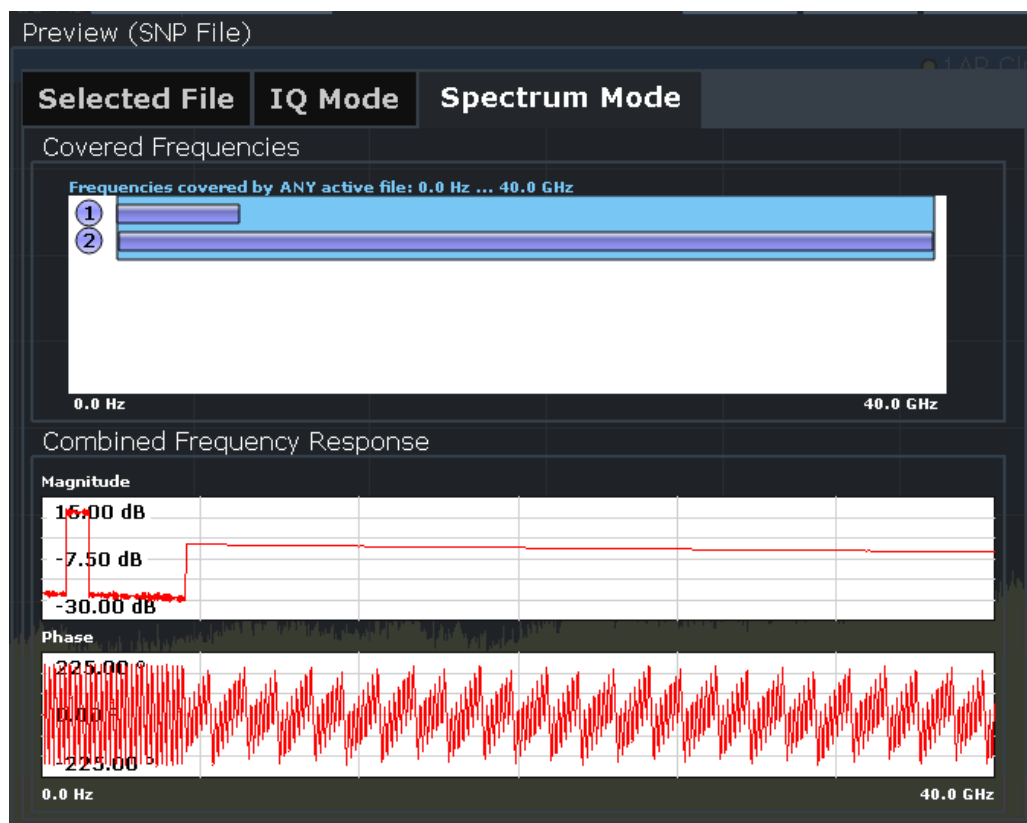 Preview (SNP File)
Selected File IQ Mode Spectrum Mode
Covered Frequencies
Frequencies covered by ANY active file: 0.0 Hz ... 40.0 GHz
1
2
0.0 Hz 40.0 GHz
Combined Frequency Response
Magnitude
15.00 dB
-7.50 dB
-30.00 dB
Phase
225.00 °
0.00 °
-225.00 °
0.0 Hz 40.0 GHz